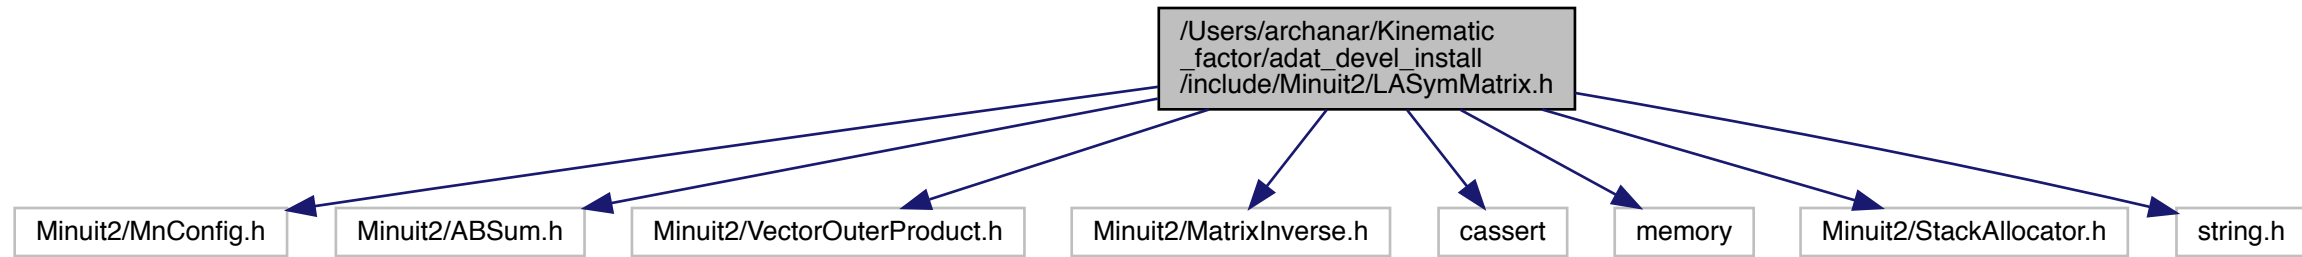 /Users/archanar/Kinematic
_factor/adat_devel_install
/include/Minuit2/LASymMatrix.h
Minuit2/MnConfig.h
Minuit2/ABSum.h
Minuit2/VectorOuterProduct.h
Minuit2/MatrixInverse.h
cassert
memory
Minuit2/StackAllocator.h
string.h